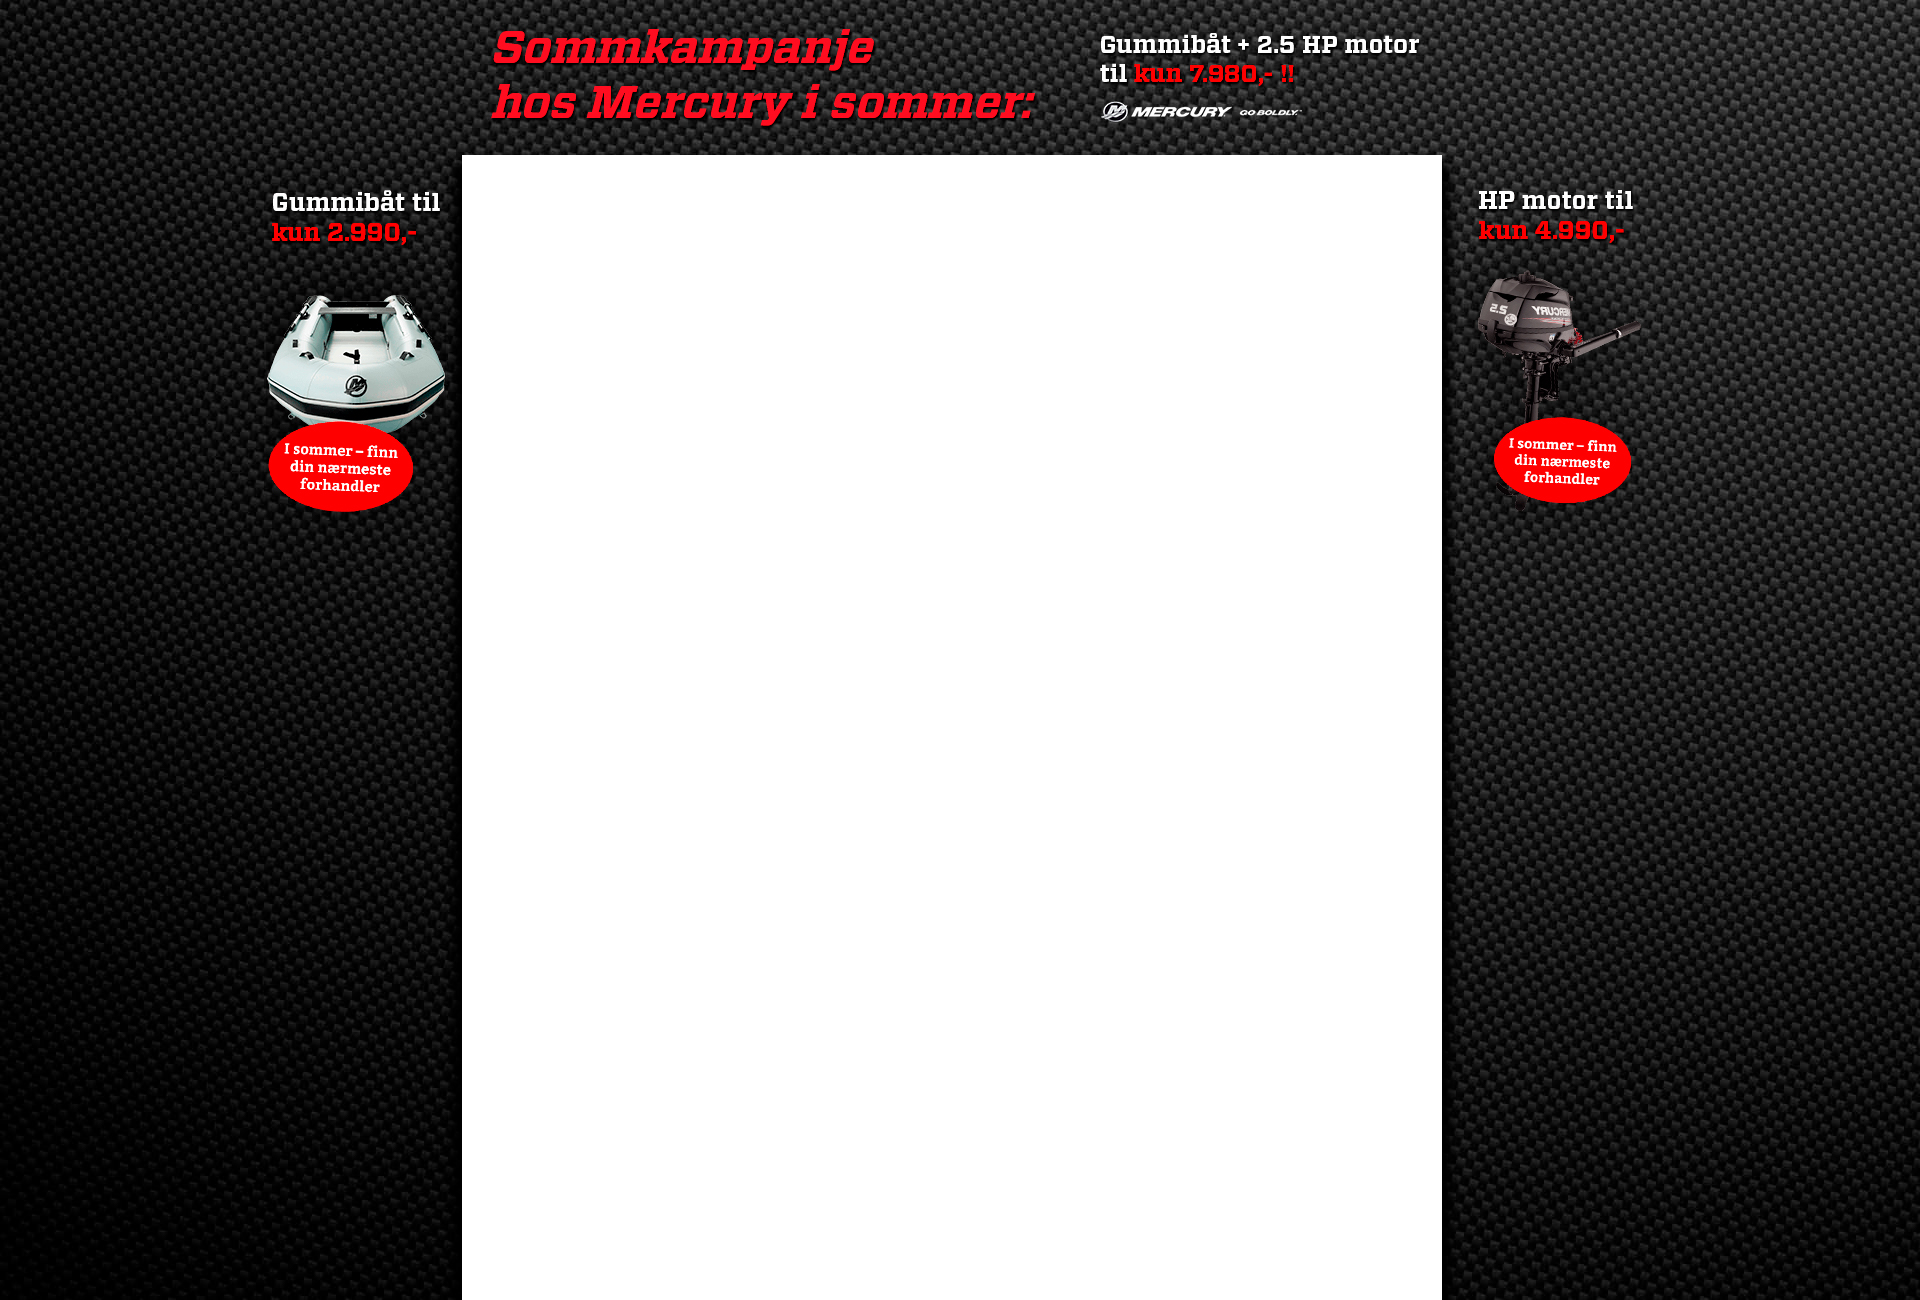 Sommkampanje
hos Mercury i sommer:
Gummibåt + 2.5 HP motor
til kun 7.980,- !!
MERCURY GO BOLDLY.
Gummibåt til
kun 2.990,-
I sommer – finn
din nærmeste
forhandler
HP motor til
kun 4.990,-
2.5
MERCURY
I sommer – finn
din nærmeste
forhandler